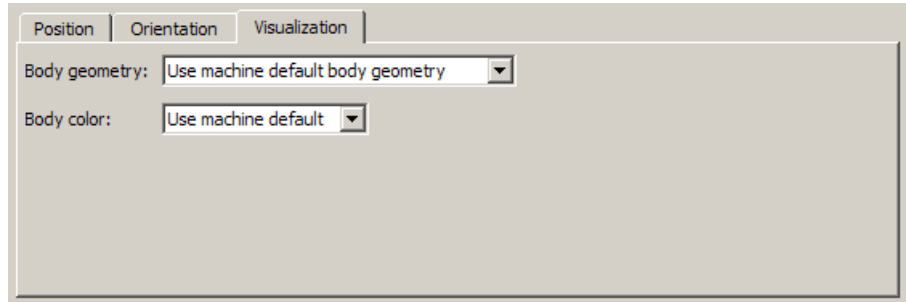 Position Orientation Visualization
Body geometry: Use machine default body geometry
Body color: Use machine default